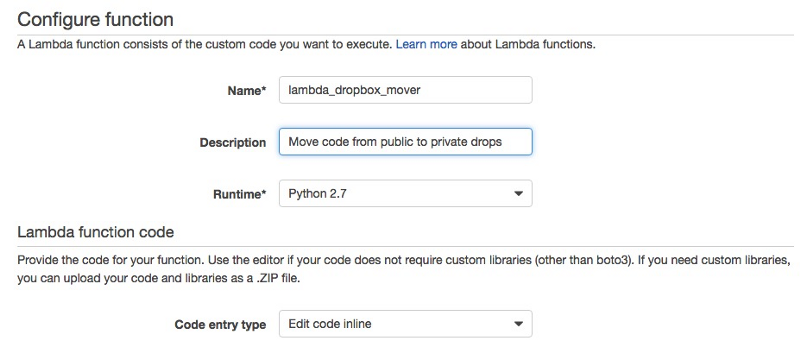 Configure function
A Lambda function consists of the custom code you want to execute. Learn more about Lambda functions.
Name* lambda_dropbox_mover
Description Move code from public to private drops
Runtime* Python 2.7
Lambda function code
Provide the code for your function. Use the editor if your code does not require custom libraries (other than boto3). If you need custom libraries,
you can upload your code and libraries as a .ZIP file.
Code entry type Edit code inline